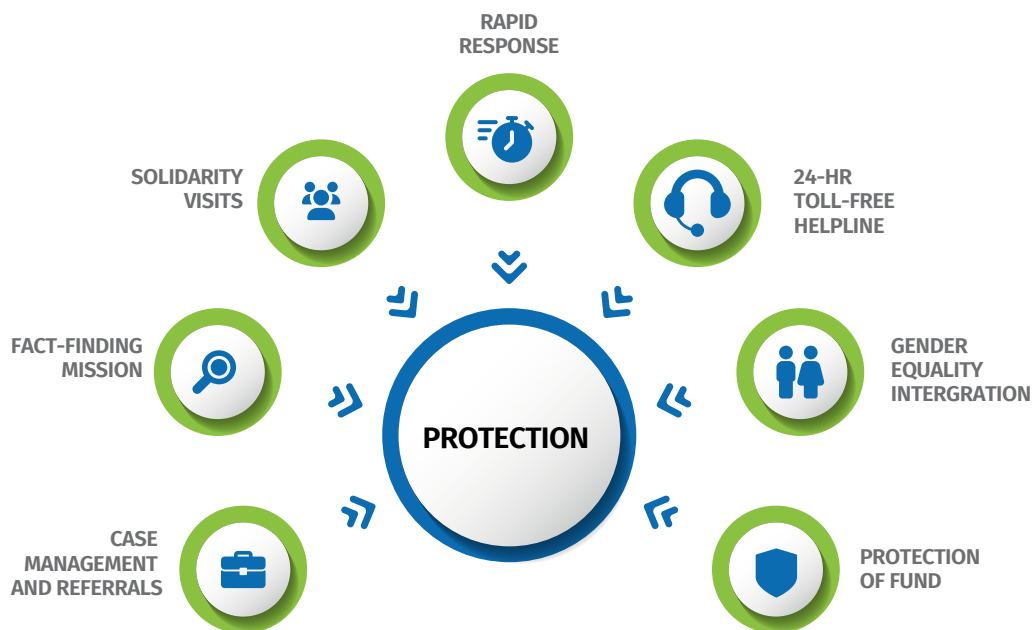 RAPID
RESPONSE
SOLIDARITY
VISITS
24-HR
TOLL-FREE
HELPLINE
FACT-FINDING
MISSION
GENDER
EQUALITY
INTERGRATION
PROTECTION
CASE
MANAGEMENT
AND REFERRALS
PROTECTION
OF FUND